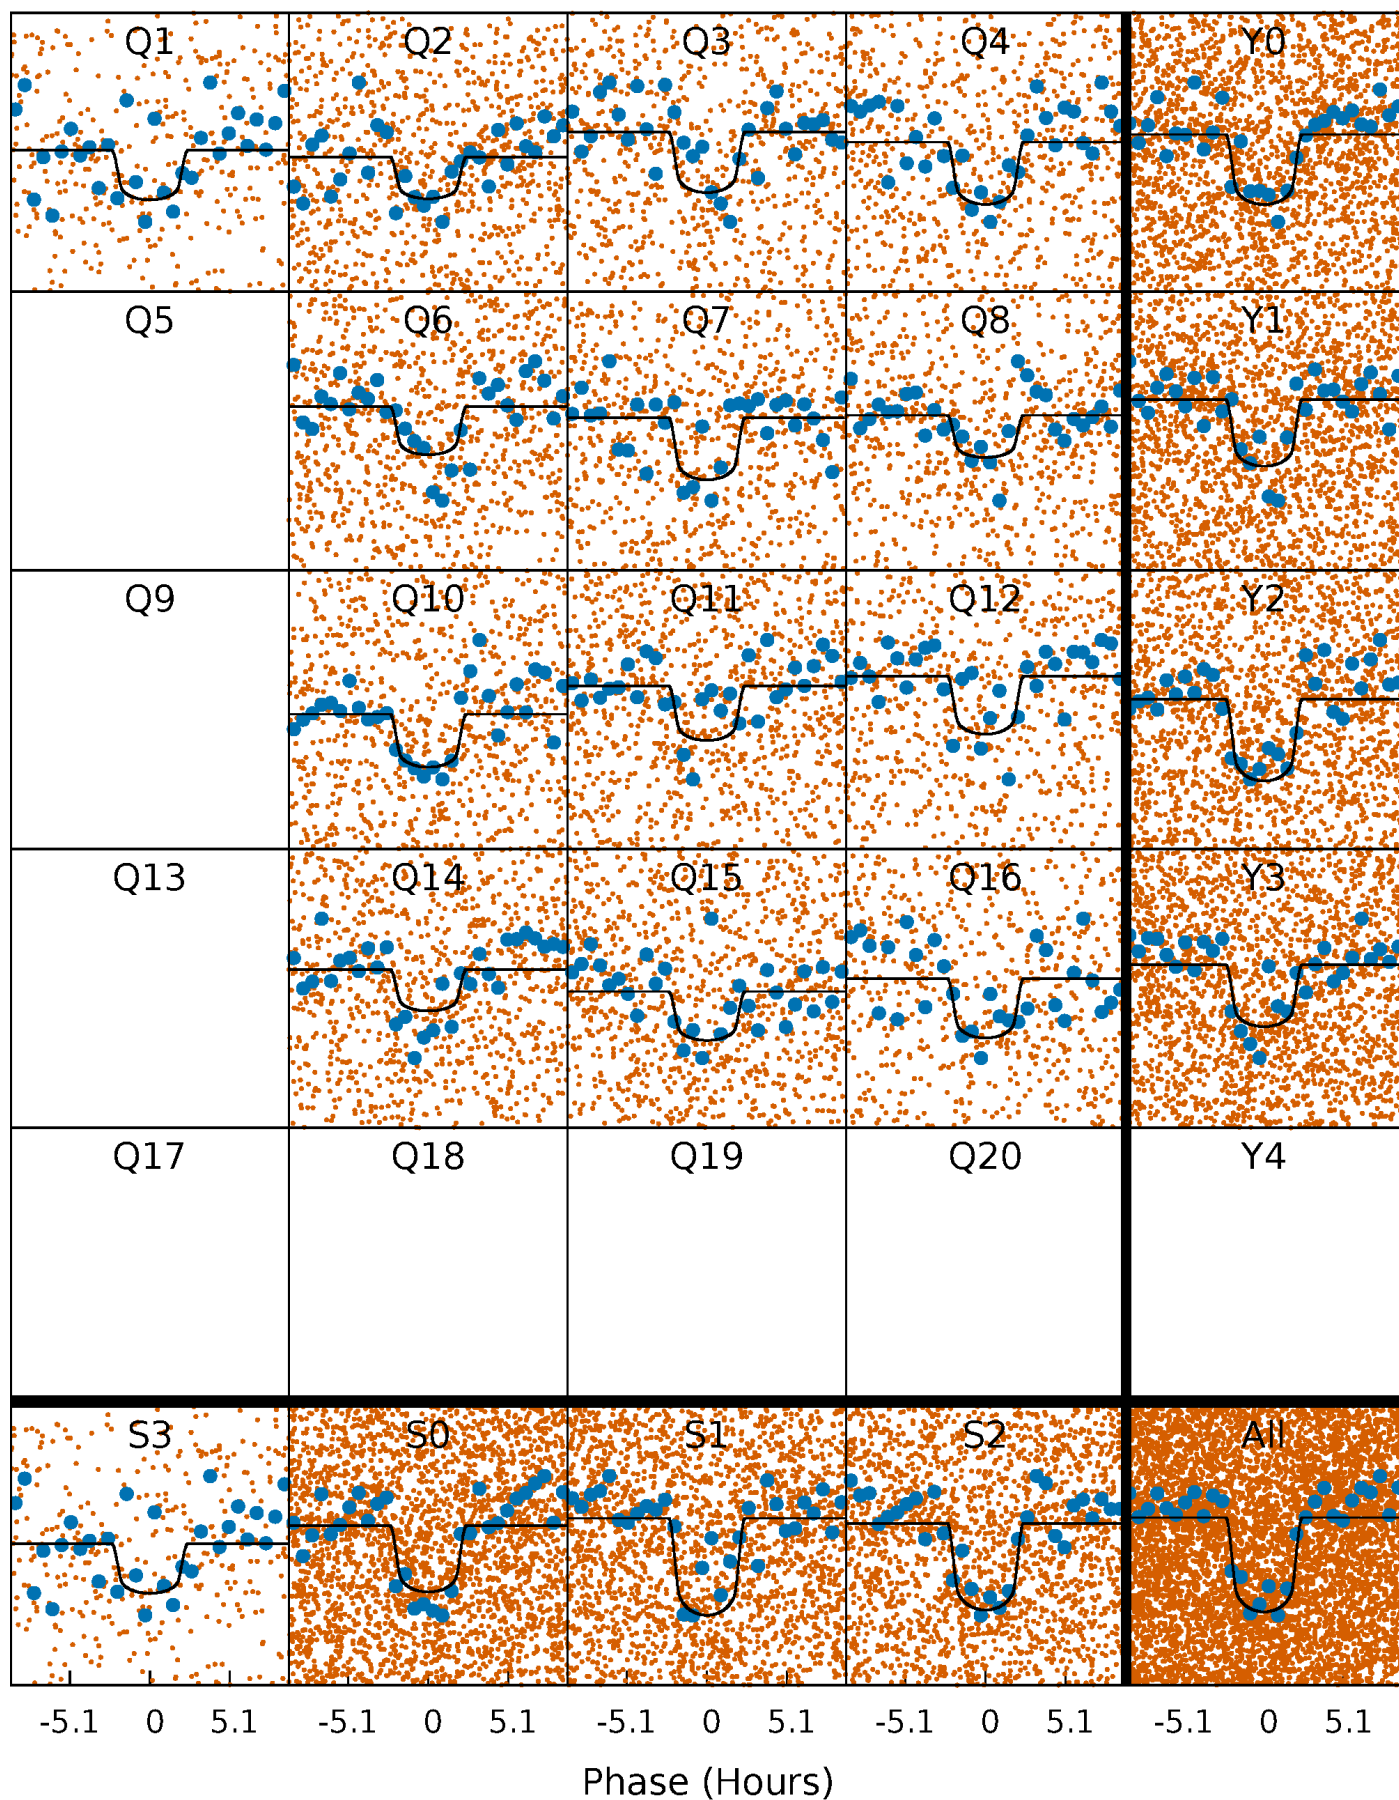 Q1 Q2 Q3 Q4 Y0
Q5 Q6 Q7 Q8 Y1
Q9 Q10 Q11 Q12 Y2
Q13 Q14 Q15 Q16 Y3
Q17 Q18 Q19 Q20 Y4
S3 S0 S1 S2 All
-5.1 0 5.1 -5.1 0 5.1 -5.1 0 5.1 -5.1 0 5.1 -5.1 0 5.1
Phase (Hours)